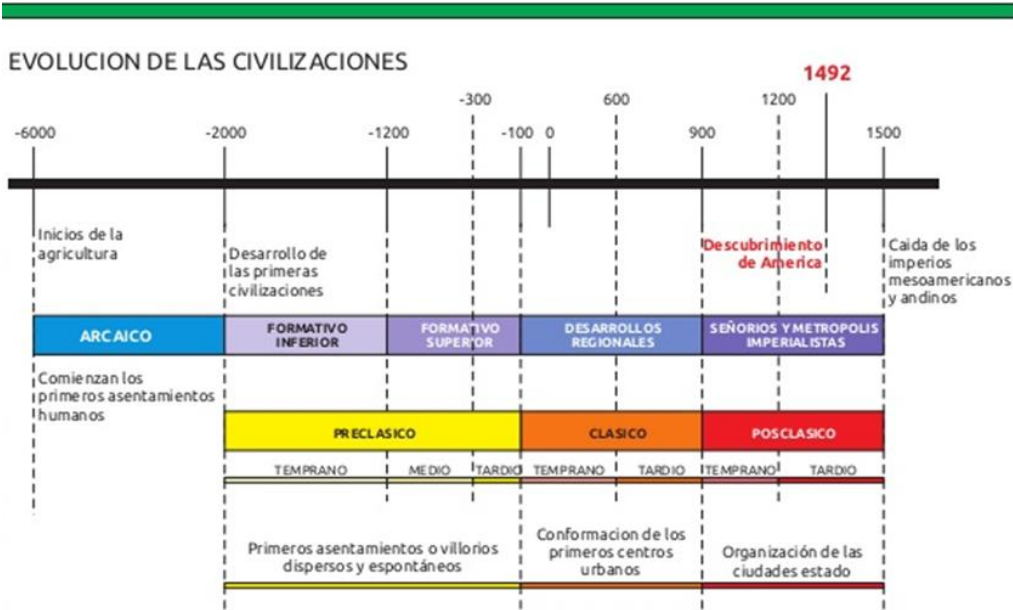 EVOLUCION DE LAS CIVILIZACIONES
1492
-300
600
1200
-6000
-2000
-1200
-100
0
900
1500
Inicios de la
agricultura
Desarrollo de
las primeras
civilizaciones
Descubrimiento
de America
Caida de los
imperios
mesoamericanos
y andinos
ARCAICO
FORMATIVO
INFERIOR
FORMATIVO
SUPERIOR
DESARROLLOS
REGIONALES
SEÑORIOS Y METROPOLIS
IMPERIALISTAS
Comienzan los
primeros asentamientos
humanos
PRECLASICO
CLASICO
POSCLASICO
TEMPRANO
MEDIO
TARDIO
TEMPRANO
TARDIO
TEMPRANO
TARDIO
Primeros asentamientos o villorios
dispersos y espontáneos
Conformacion de los
primeros centros
urbanos
Organización de las
ciudades estado